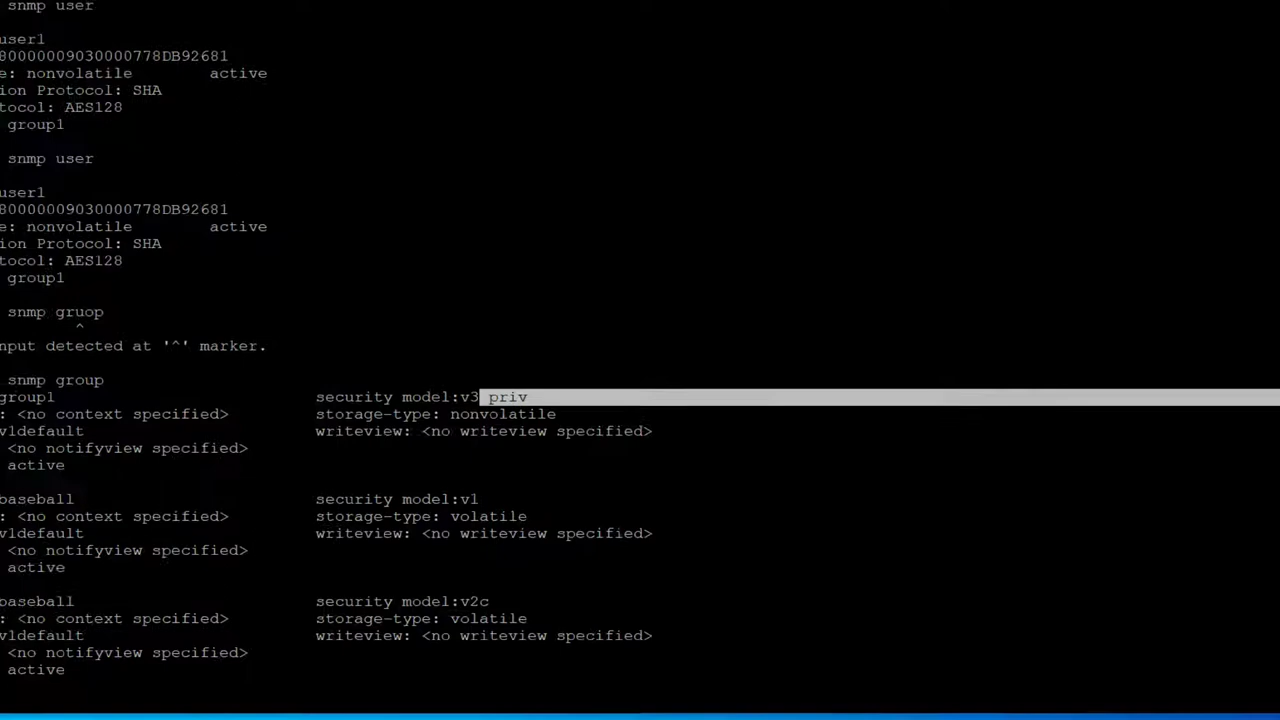 snmp user
user1
800000009030000778DB92681
e: nonvolatile        active
ion Protocol: SHA
tocol: AES128
group1
snmp user
user1
800000009030000778DB92681
e: nonvolatile        active
ion Protocol: SHA
tocol: AES128
group1
snmp gruop
^
nput detected at '^' marker.
snmp group
group1                           security model:v3 priv
: <no context specified>         storage-type: nonvolatile
v1default                        writeview: <no writeview specified>
<no notifyview specified>
active
baseball                         security model:v1
: <no context specified>         storage-type: volatile
v1default                        writeview: <no writeview specified>
<no notifyview specified>
active
baseball                         security model:v2c
: <no context specified>         storage-type: volatile
v1default                        writeview: <no writeview specified>
<no notifyview specified>
active